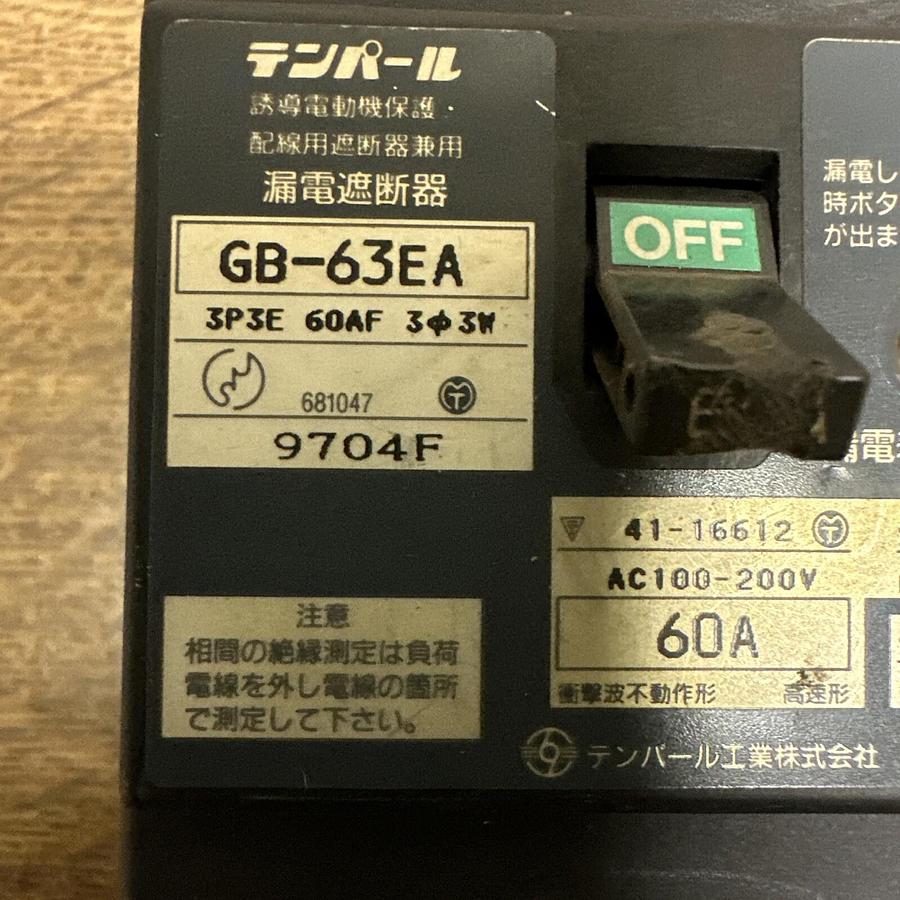 テンパール
誘導電動機保護
配線用遮断器兼用
漏電遮断器
GB-63EA
3P3E 60AF 3φ3W
681047
9704F
注意
相間の絶縁測定は負荷
電線を外し電線の箇所
で測定して下さい。
OFF
漏電し
時ボタ
が出ま
漏電
41-16612
AC100-200V
60A
衝撃波不動作形 高速形
テンパール工業株式会社